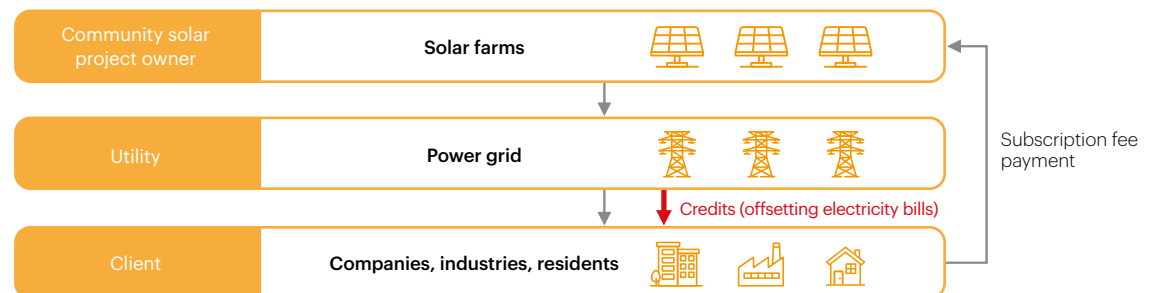 Community solar
project owner
Solar farms
Utility
Power grid
Subscription fee
payment
Credits (offsetting electricity bills)
Client
Companies, industries, residents